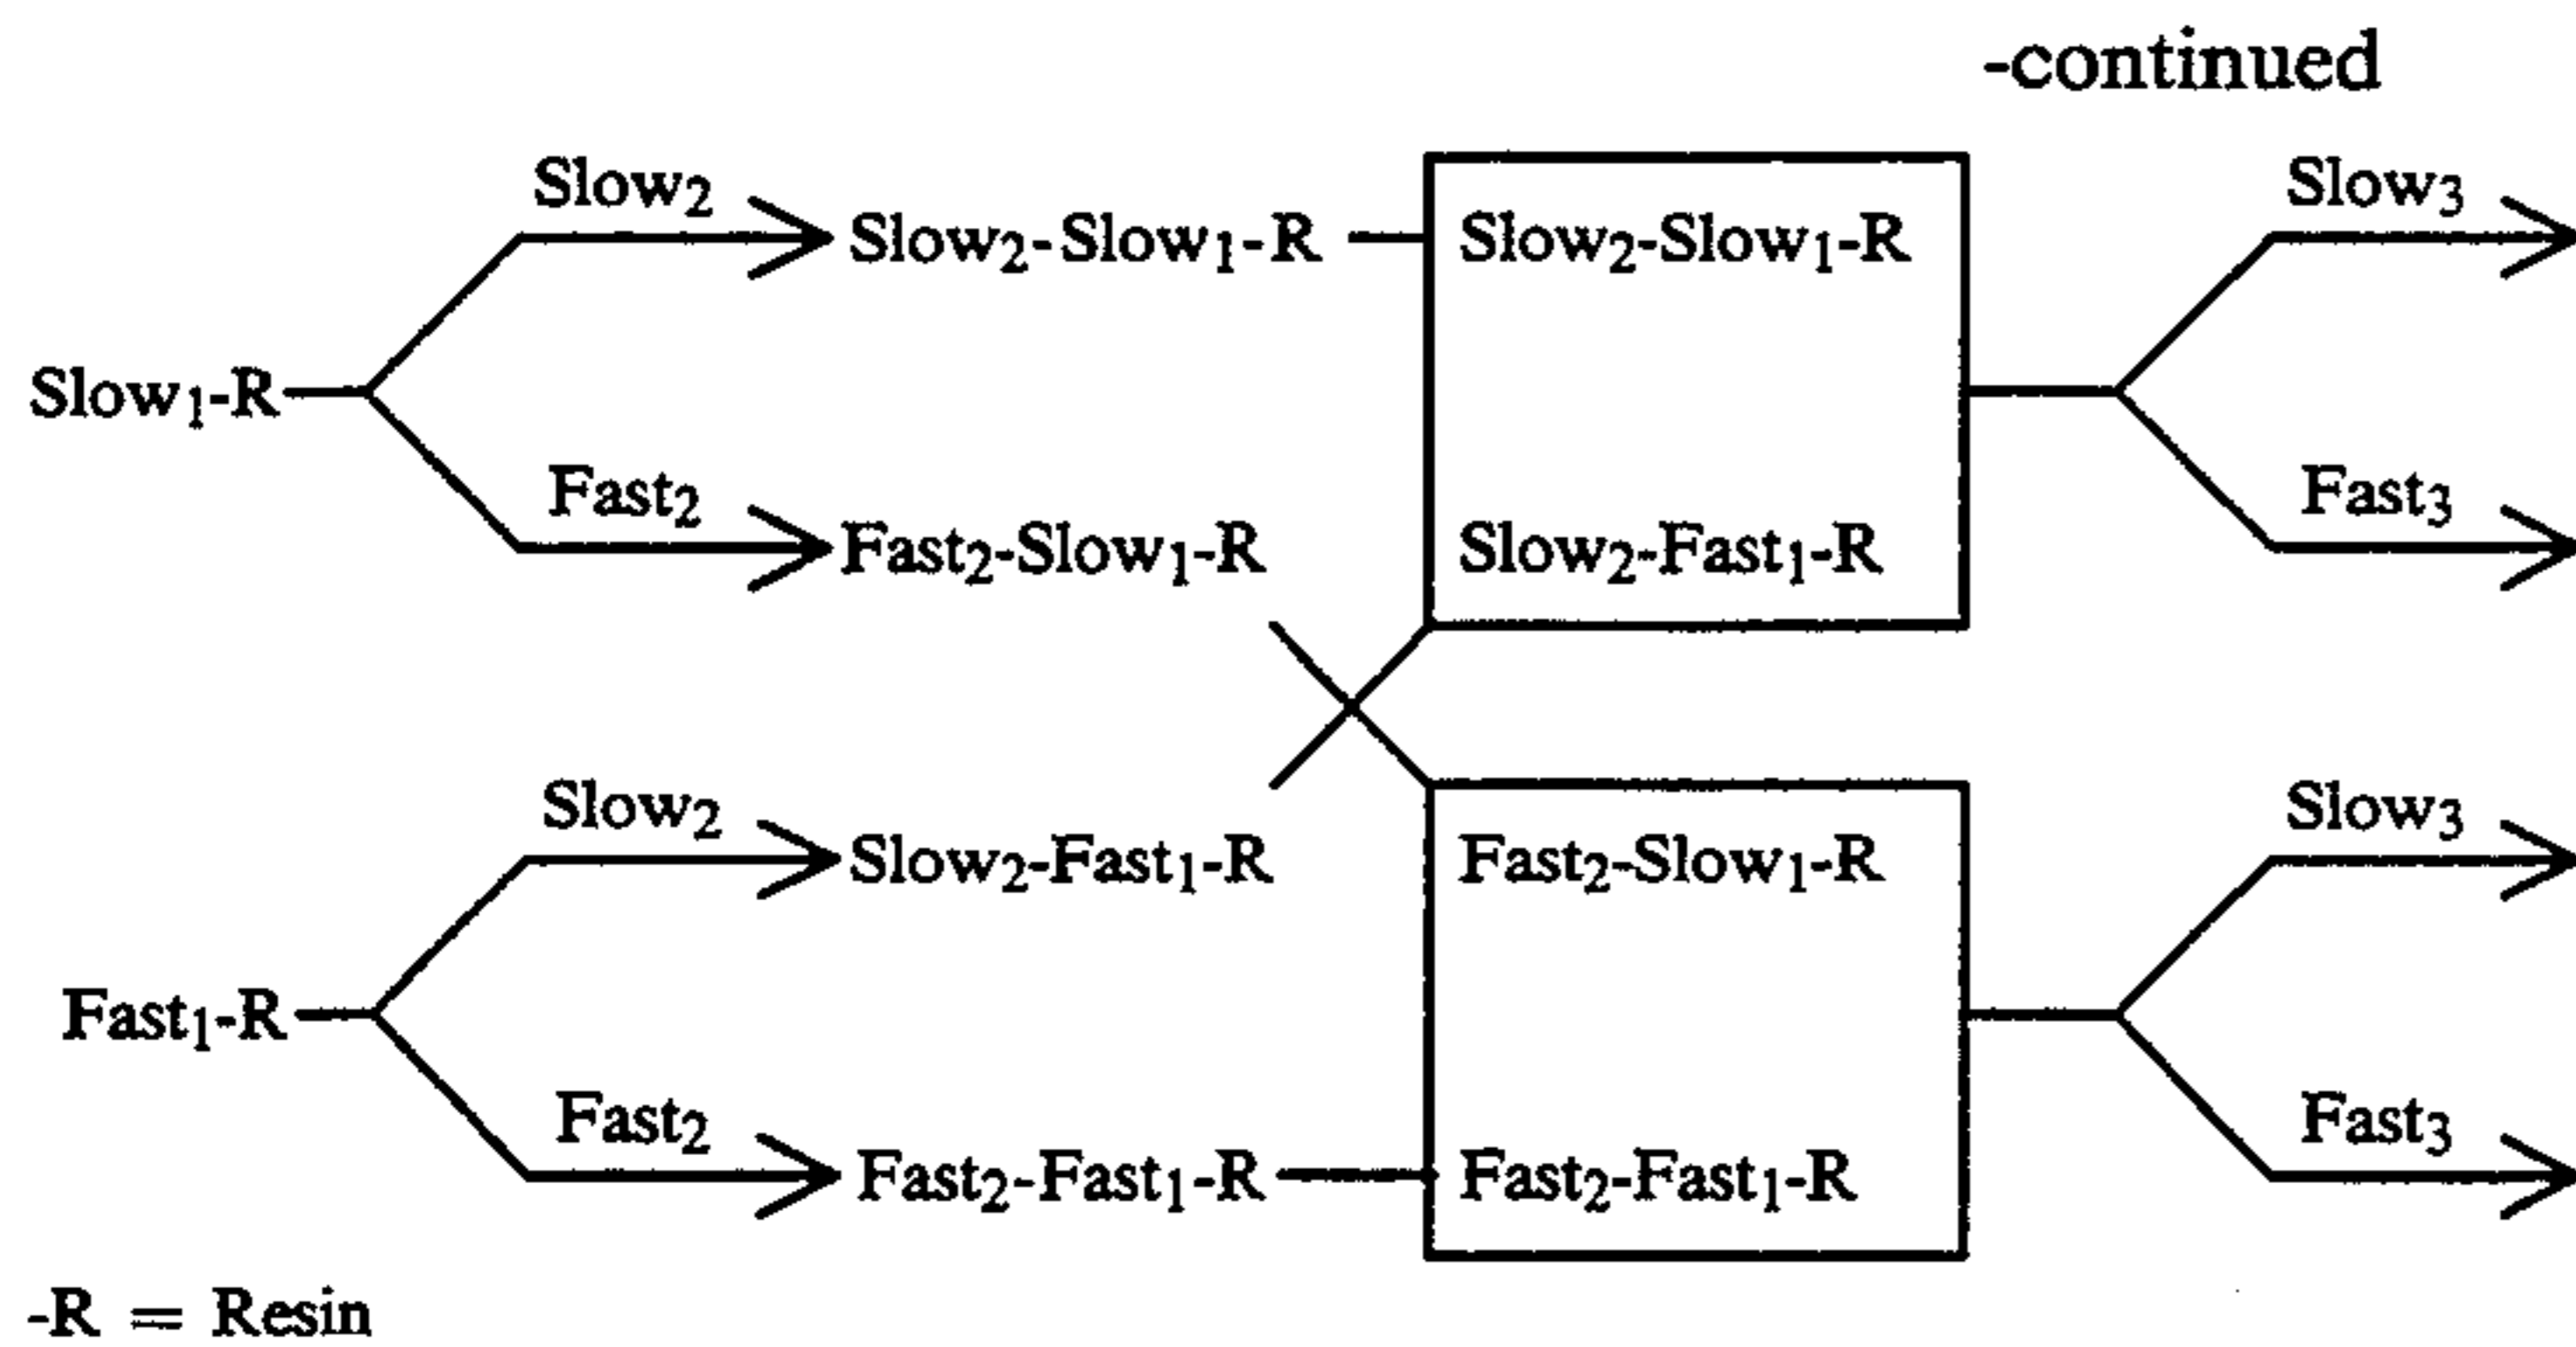 -continued
Slow₂ Slow₃
Slow₂-Slow₁-R Slow₂-Slow₁-R
Slow₁-R
Fast₂ Fast₃
Fast₂-Slow₁-R Slow₂-Fast₁-R
Slow₂ Slow₃
Slow₂-Fast₁-R Fast₂-Slow₁-R
Fast₁-R
Fast₂ Fast₃
Fast₂-Fast₁-R Fast₂-Fast₁-R
-R = Resin